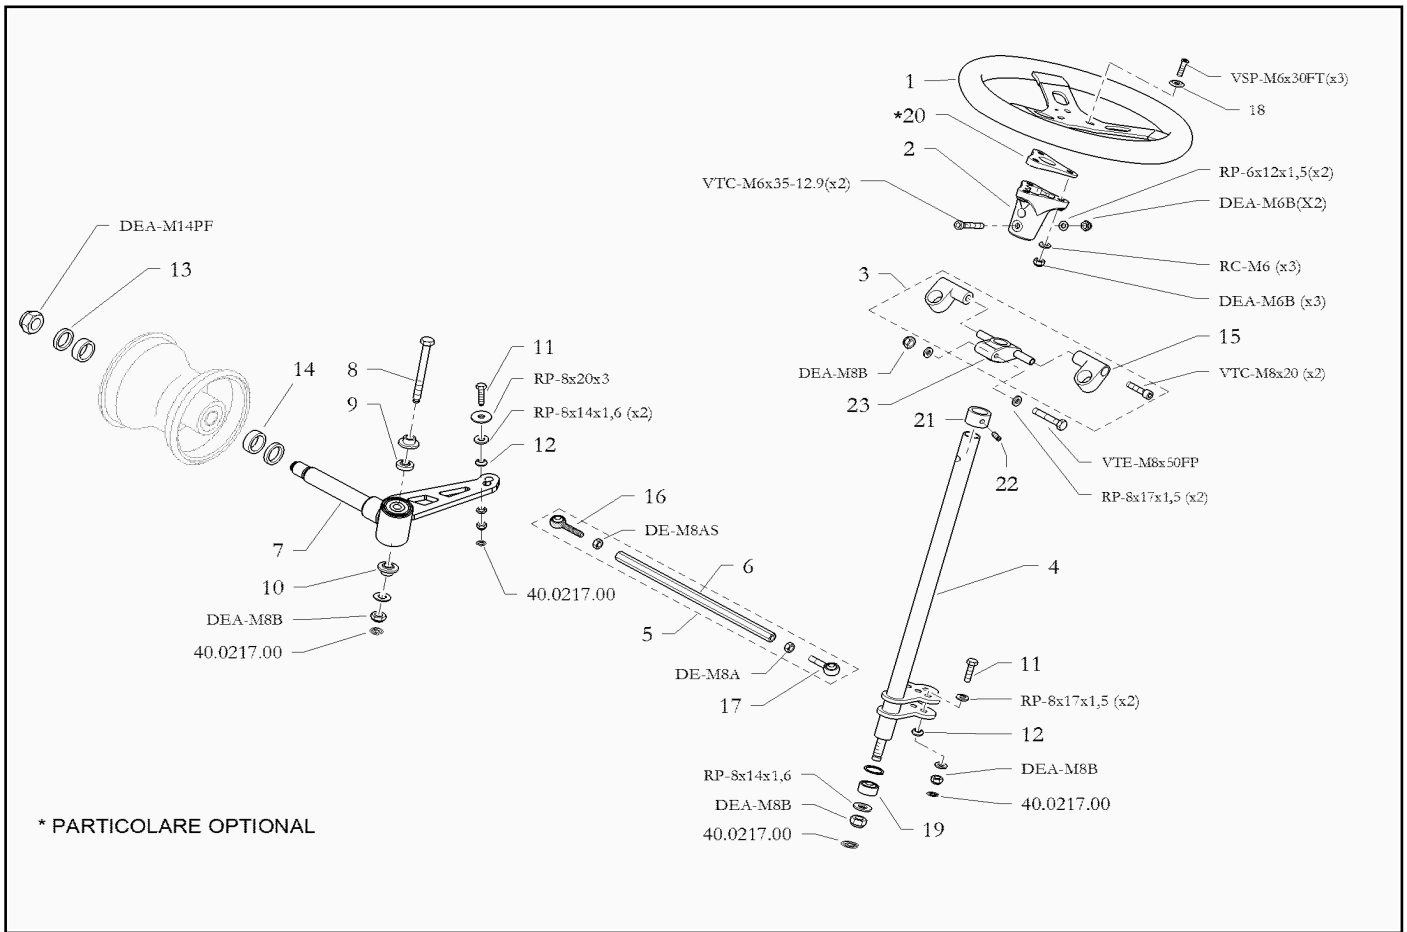 1
VSP-M6x30FT(x3)
18
*20
2
RP-6x12x1,5(x2)
VTC-M6x35-12.9(x2)
DEA-M6B(X2)
DEA-M14PF
13
3
RC-M6 (x3)
DEA-M6B (x3)
15
11
14
8
RP-8x20x3
DEA-M8B
VTC-M8x20 (x2)
23
9
RP-8x14x1,6 (x2)
21
12
VTE-M8x50FP
22
RP-8x17x1,5 (x2)
16
DE-M8AS
7
6
4
10
40.0217.00
DEA-M8B
5
40.0217.00
DE-M8A
11
17
RP-8x17x1,5 (x2)
12
RP-8x14x1,6
DEA-M8B
DEA-M8B
40.0217.00
* PARTICOLARE OPTIONAL
40.0217.00
19